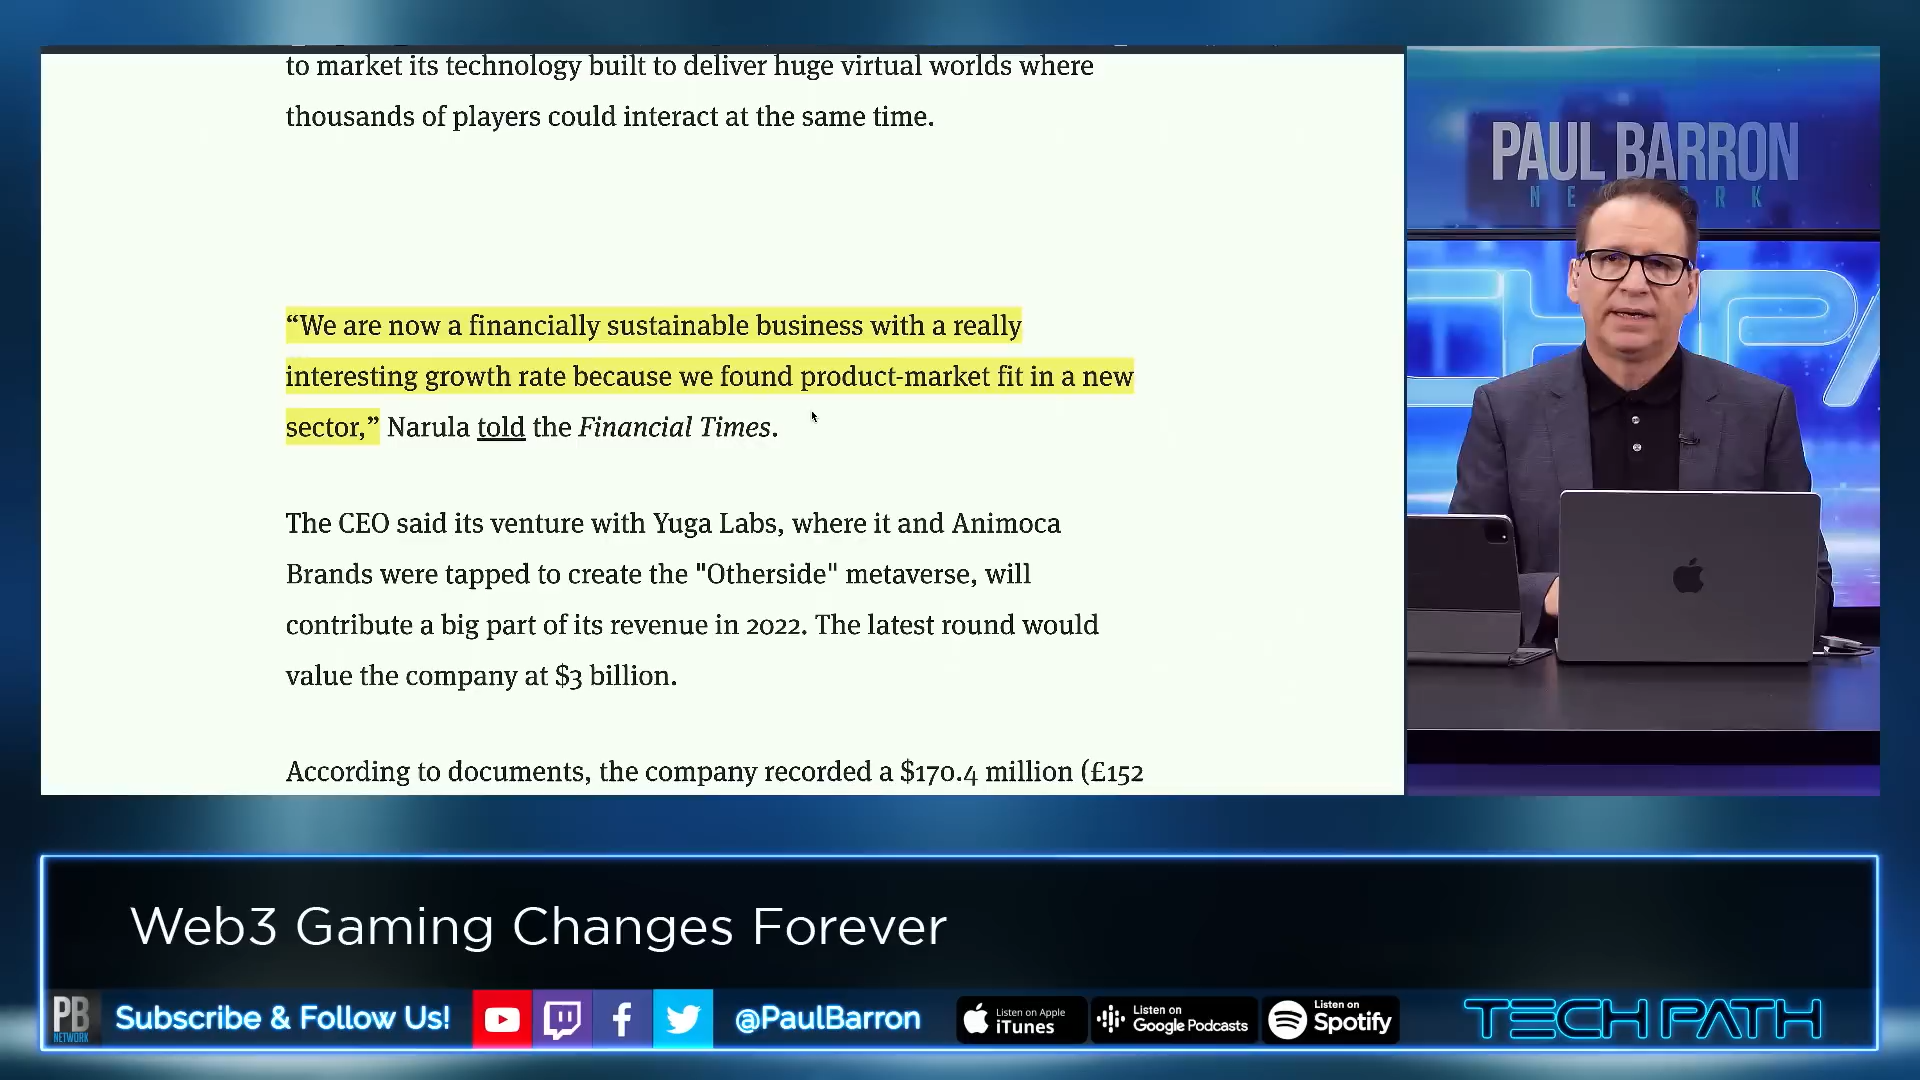 to market its technology built to deliver huge virtual worlds where
thousands of players could interact at the same time.
“We are now a financially sustainable business with a really
interesting growth rate because we found product-market fit in a new
sector,” Narula told the Financial Times.
The CEO said its venture with Yuga Labs, where it and Animoca
Brands were tapped to create the "Otherside" metaverse, will
contribute a big part of its revenue in 2022. The latest round would
value the company at $3 billion.
According to documents, the company recorded a $170.4 million (£152
PAUL BARRON
Web3 Gaming Changes Forever
PB
NETWORK
Subscribe & Follow Us!
@PaulBarron
Listen on Apple
iTunes
Listen on
Google Podcasts
Listen on
Spotify
TECH PATH